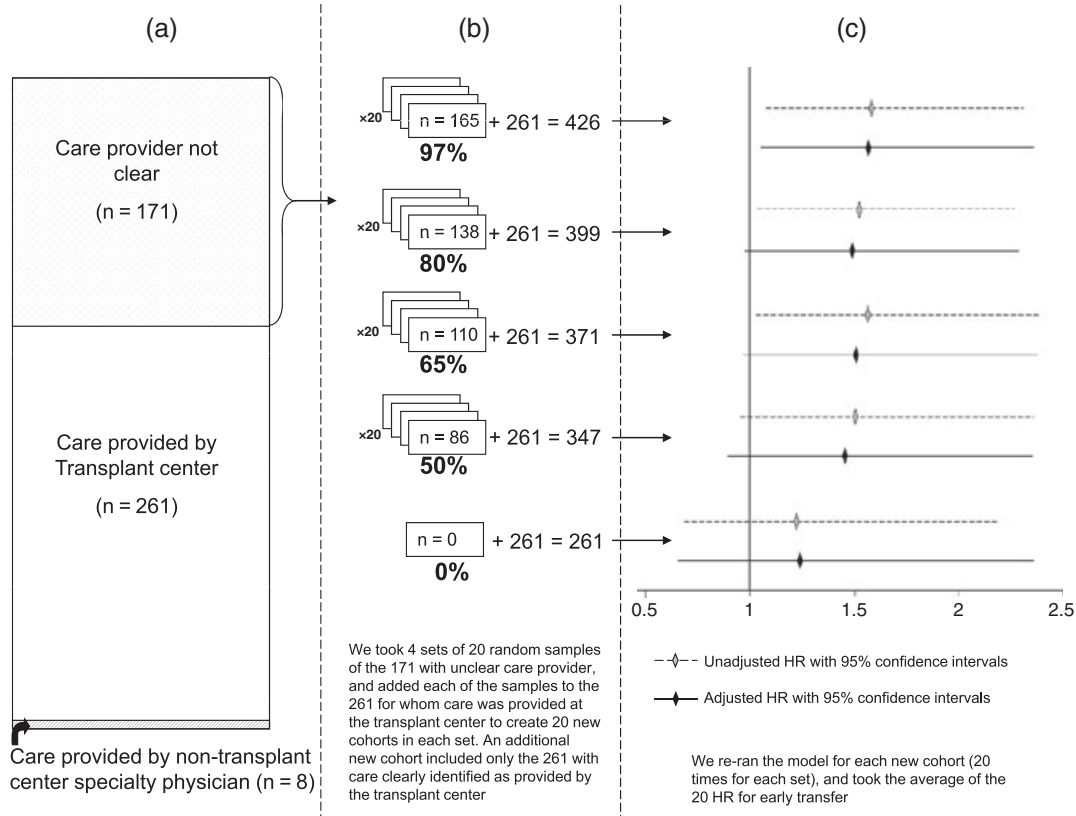 (a)
Care provider not
clear
(n = 171)
Care provided by
Transplant center
(n = 261)
Care provided by non-transplant
center specialty physician (n = 8)
(b)
×20
n = 165 + 261 = 426
97%
×20
n = 138 + 261 = 399
80%
×20
n = 110 + 261 = 371
65%
×20
n = 86 + 261 = 347
50%
n = 0 + 261 = 261
0%
We took 4 sets of 20 random samples
of the 171 with unclear care provider,
and added each of the samples to the
261 for whom care was provided at
the transplant center to create 20 new
cohorts in each set. An additional
new cohort included only the 261 with
care clearly identified as provided by
the transplant center
(c)
0.5 1 1.5 2 2.5
Unadjusted HR with 95% confidence intervals
Adjusted HR with 95% confidence intervals
We re-ran the model for each new cohort (20
times for each set), and took the average of the
20 HR for early transfer